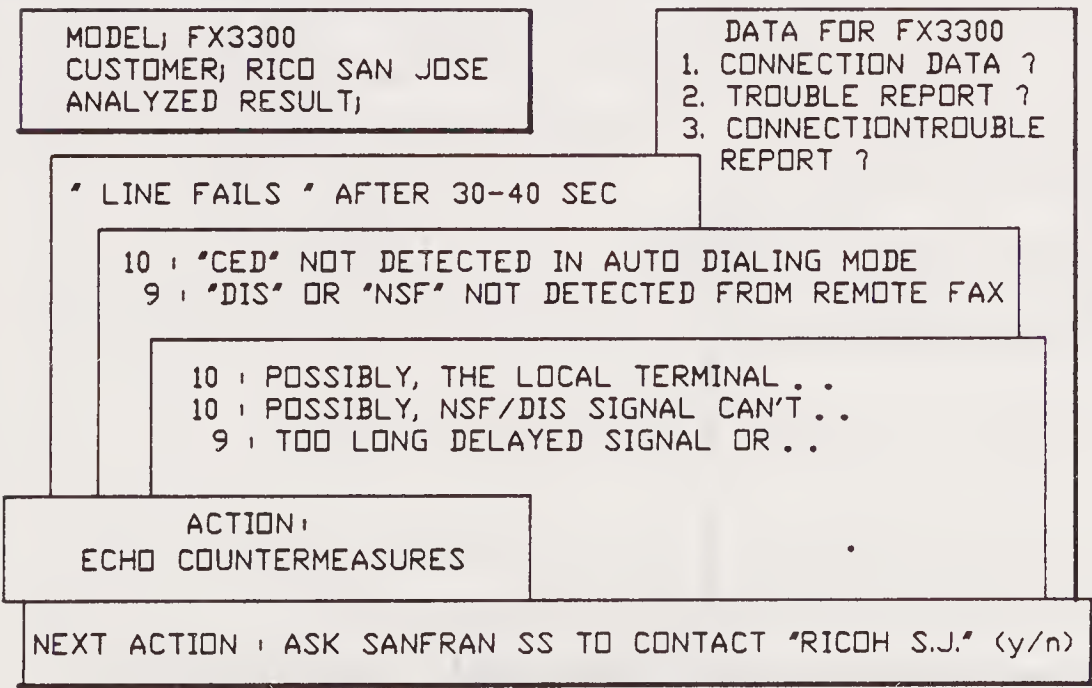 MODEL; FX3300
CUSTOMER; RICO SAN JOSE
ANALYZED RESULT;
DATA FOR FX3300
1. CONNECTION DATA ?
2. TROUBLE REPORT ?
3. CONNECTIONTROUBLE
REPORT ?
" LINE FAILS " AFTER 30-40 SEC
10 : "CED" NOT DETECTED IN AUTO DIALING MODE
9 : "DIS" OR "NSF" NOT DETECTED FROM REMOTE FAX
10 : POSSIBLY, THE LOCAL TERMINAL . .
10 : POSSIBLY, NSF/DIS SIGNAL CAN'T . .
9 : TOO LONG DELAYED SIGNAL OR . .
ACTION:
ECHO COUNTERMEASURES
NEXT ACTION : ASK SANFRAN SS TO CONTACT "RICOH S.J." (y/n)